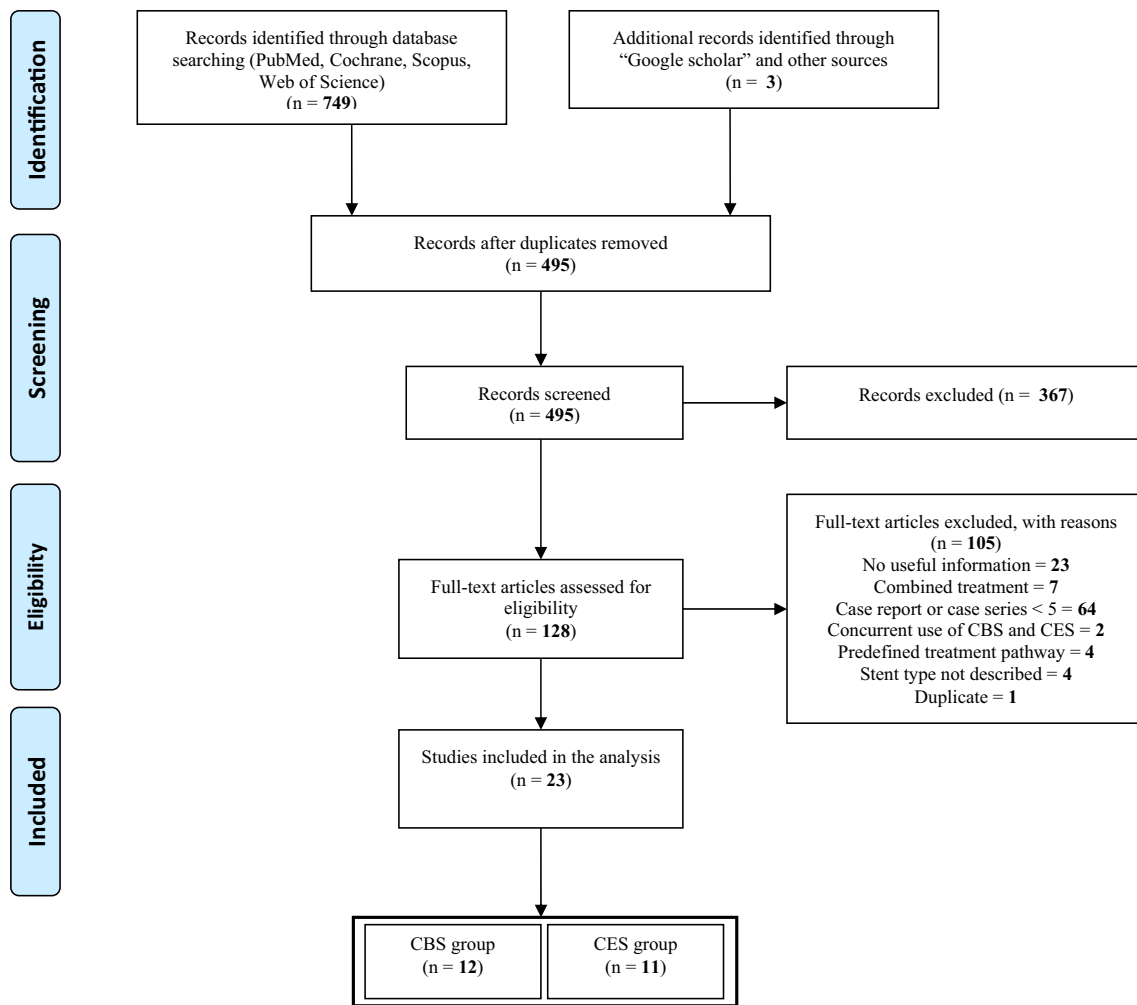 Identification
Records identified through database
searching (PubMed, Cochrane, Scopus,
Web of Science)
(n = 749)
Additional records identified through
“Google scholar” and other sources
(n = 3)
Screening
Records after duplicates removed
(n = 495)
Records screened
(n = 495)
Records excluded (n = 367)
Eligibility
Full-text articles assessed for
eligibility
(n = 128)
Full-text articles excluded, with reasons
(n = 105)
No useful information = 23
Combined treatment = 7
Case report or case series < 5 = 64
Concurrent use of CBS and CES = 2
Predefined treatment pathway = 4
Stent type not described = 4
Duplicate = 1
Included
Studies included in the analysis
(n = 23)
CBS group
(n = 12)
CES group
(n = 11)